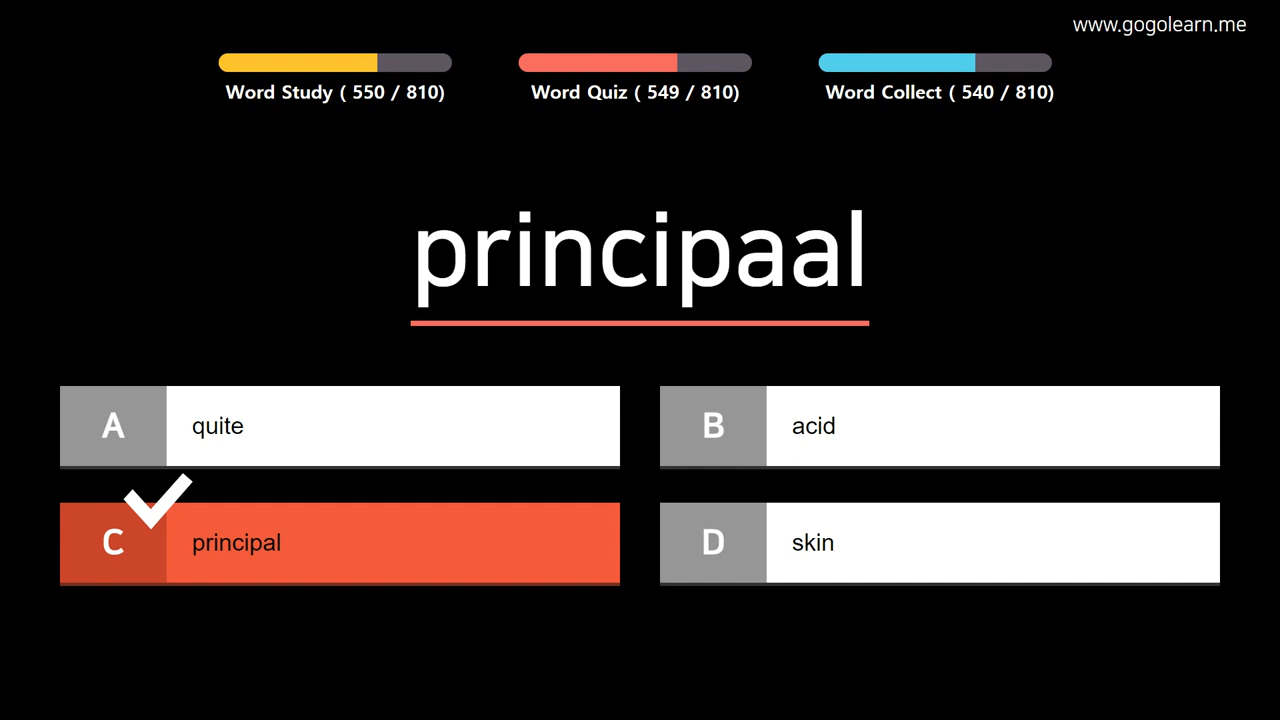 www.gogolearn.me
Word Study ( 550 / 810) Word Quiz ( 549 / 810) Word Collect ( 540 / 810)
principaal
A quite B acid
C principal D skin